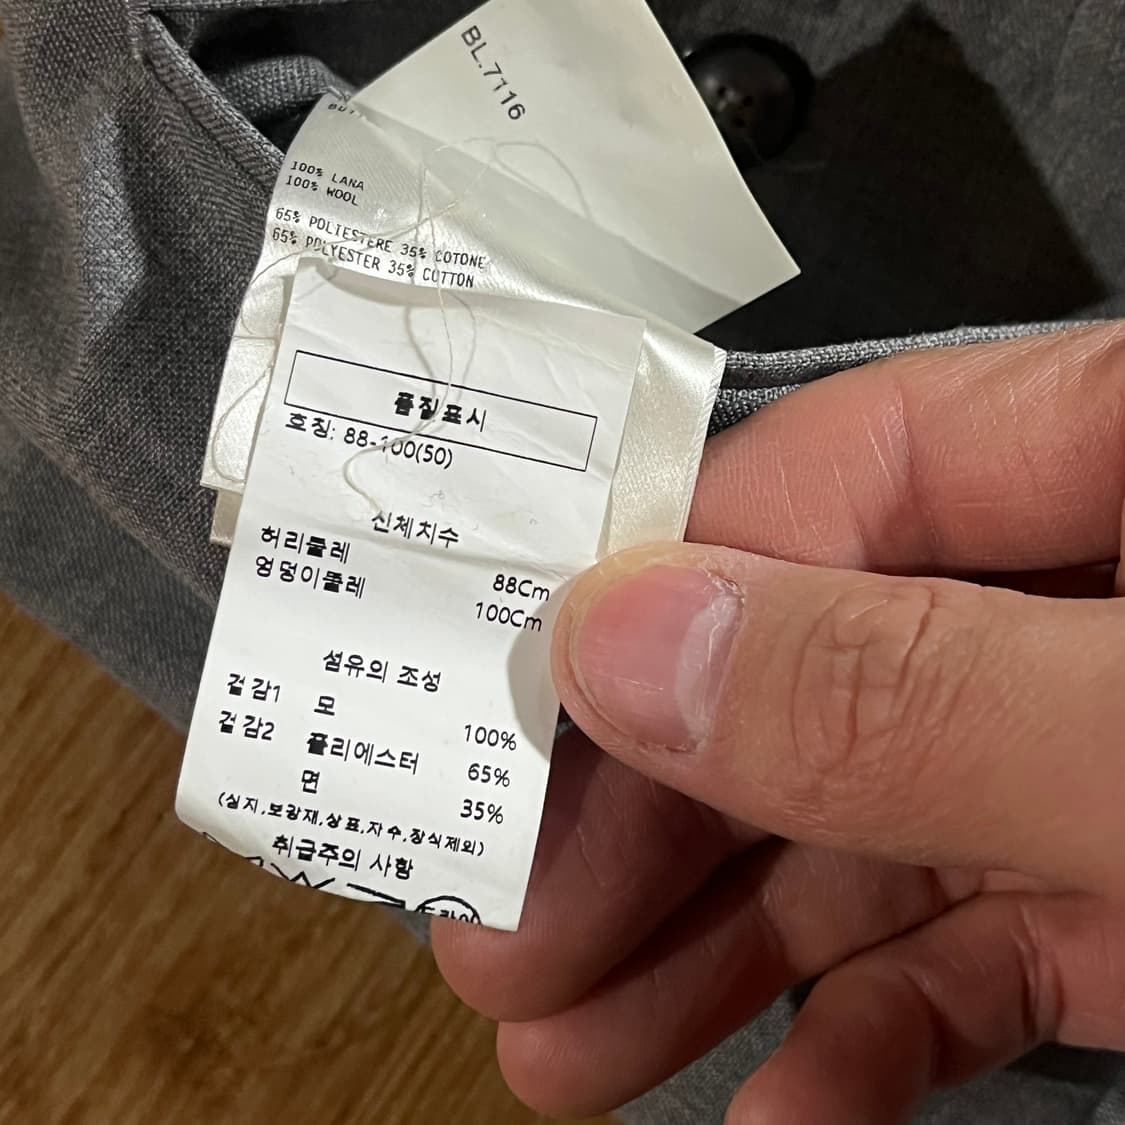 BL.7116
100% LANA
100% WOOL
65% POLIESTERE 35% COTONE
65% POLYESTER 35% COTTON
품질표시
호칭: 88-100(50)
신체치수
허리둘레 88Cm
엉덩이둘레 100Cm
섬유의 조성
겉감1 모 100%
겉감2 폴리에스터 65%
면 35%
(심지,보강재,상표,자수,장식제외)
취급주의 사항
드라이